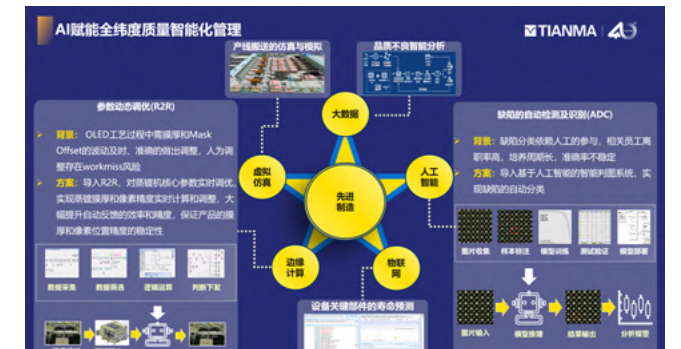 AI赋能全纬度质量智能化管理
TIANMA
产线搬送的仿真与模拟
品质不良智能分析
参数动态调优(R2R)
背景： OLED工艺过程中需膜厚和Mask
Offset的波动及时、准确的做出调整，人为调
整存在workmiss风险
方案：导入R2R，对蒸镀机核心参数实时调优，
实现蒸镀膜厚和像素精度实时计算和调整，大
幅提升自动反馈的效率和精度，保证产品的膜
厚和像素位置精度的稳定性
数据采集
数据筛选
逻辑运算
判断下发
大数据
虚拟
仿真
人工
智能
先进
制造
边缘
计算
物联
网
设备关键部件的寿命预测
缺陷的自动检测及识别(ADC)
背景：缺陷分类依赖人工的参与，相关员工离
职率高，培养周期长，准确率不稳定
方案：导入基于人工智能的智能判图系统，实
现缺陷的自动分类
图片收集
样本标注
模型训练
测试验证
模型部署
图片输入
模型推理
结果输出
分析模型